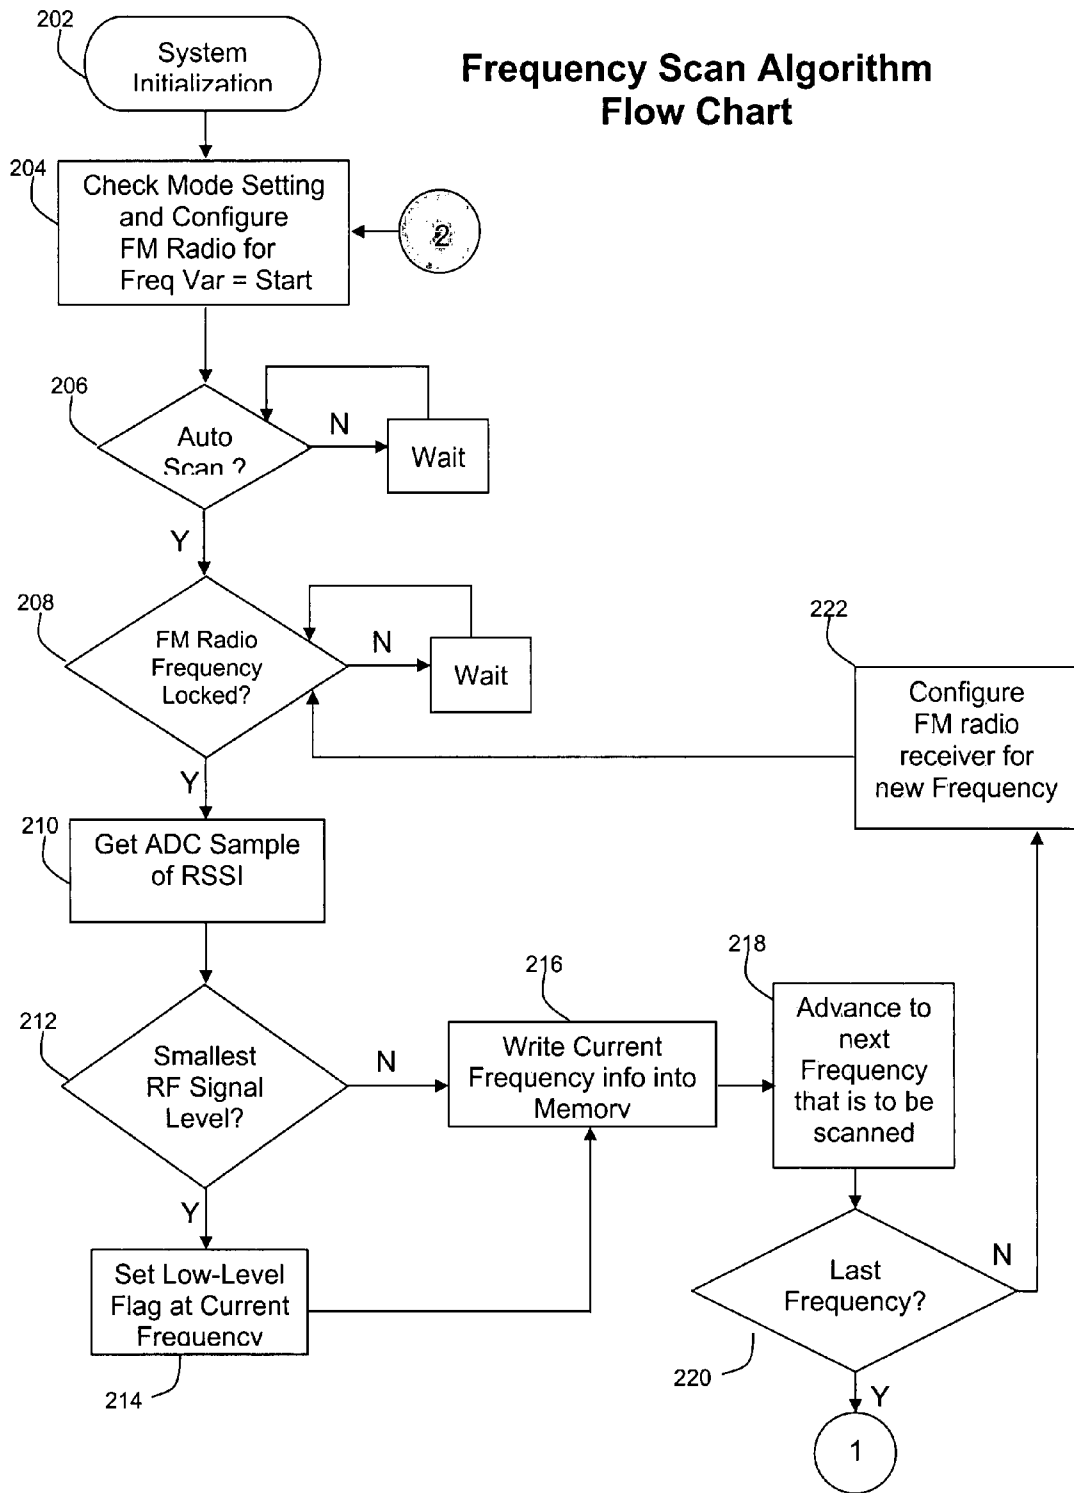 Frequency Scan Algorithm
Flow Chart
202
System
Initialization
204
Check Mode Setting
and Configure
FM Radio for
Freq Var = Start
2
206
Auto
Scan ?
N
Wait
Y
208
FM Radio
Frequency
Locked?
N
Wait
Y
222
Configure
FM radio
receiver for
new Frequency
210
Get ADC Sample
of RSSI
212
Smallest
RF Signal
Level?
N
Y
216
Write Current
Frequency info into
Memory
218
Advance to
next
Frequency
that is to be
scanned
214
Set Low-Level
Flag at Current
Frequency
220
Last
Frequency?
N
Y
1